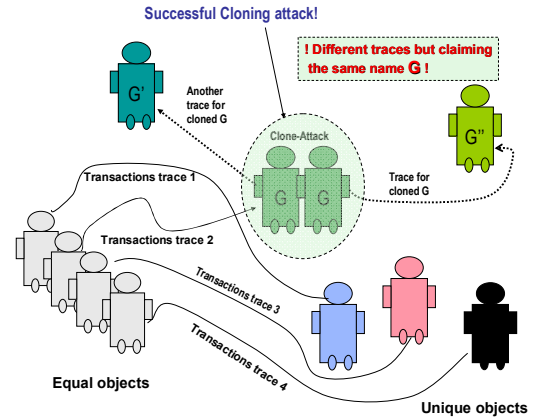 Successful Cloning attack!
! Different traces but claiming
the same name G !
G'
Another
trace for
cloned G
Clone-Attack
G''
G
G
Trace for
cloned G
Transactions trace 1
Transactions trace 2
Transactions trace 3
Transactions trace 4
Equal objects
Unique objects